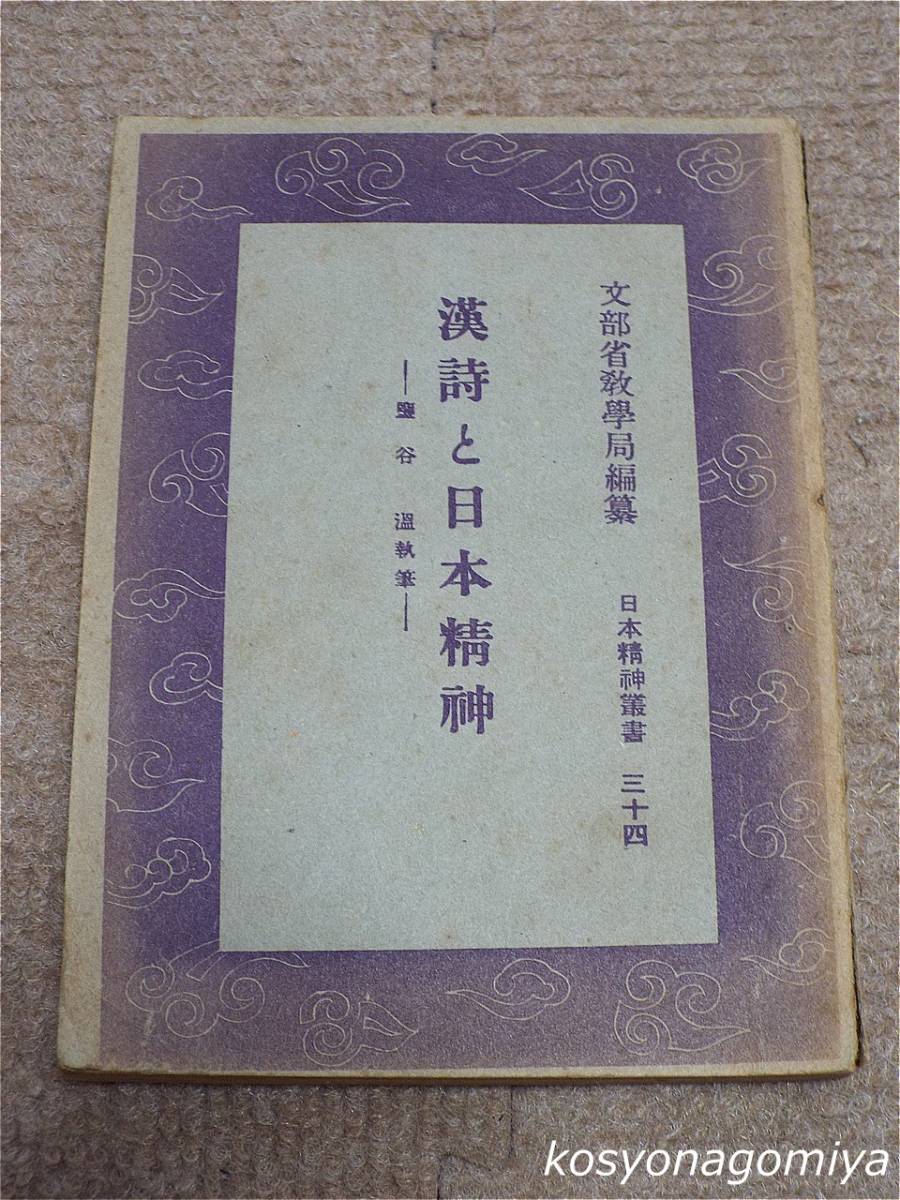 文部省敎學局編纂
日本精神叢書 三十四
漢詩と日本精神
―鹽谷 溫執筆―
kosyonagomiya